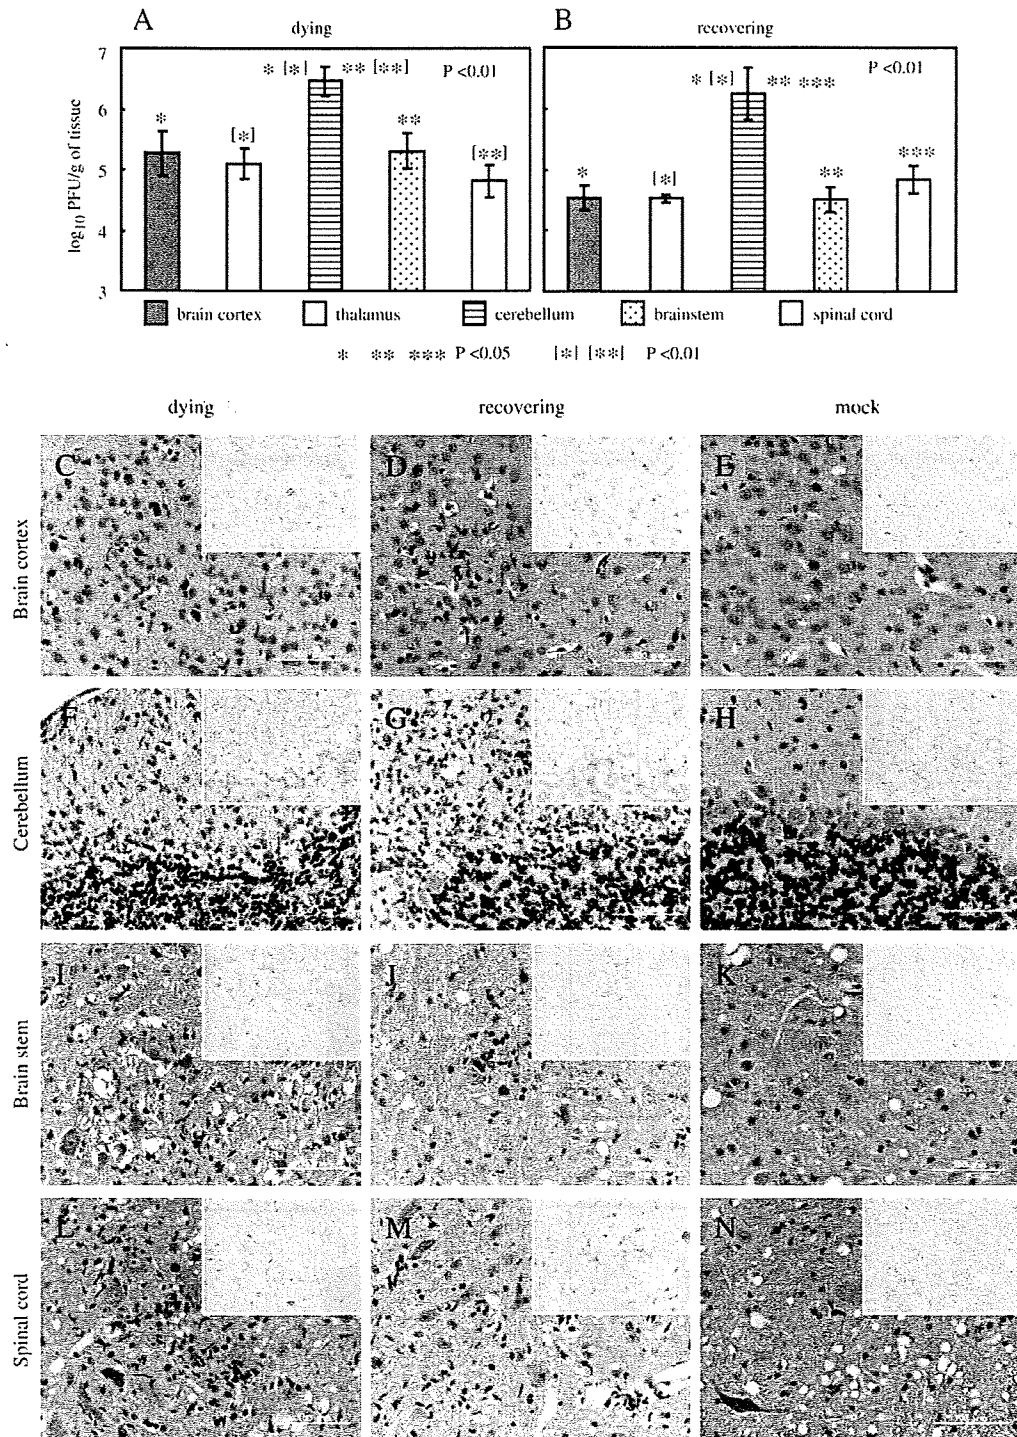 A
dying
B
recovering
7
6
5
4
3
log10 PFU/g of tissue
* [*] ** [**] P <0.01
* [*] ** [**]
* [*] ** *** P <0.01
* [*] ** ***
brain cortex thalamus cerebellum brainstem spinal cord
* ** *** P <0.05 [*] [**] P <0.01
dying recovering mock
Brain cortex
C D E
Cerebellum
F G H
Brain stem
I J K
Spinal cord
L M N